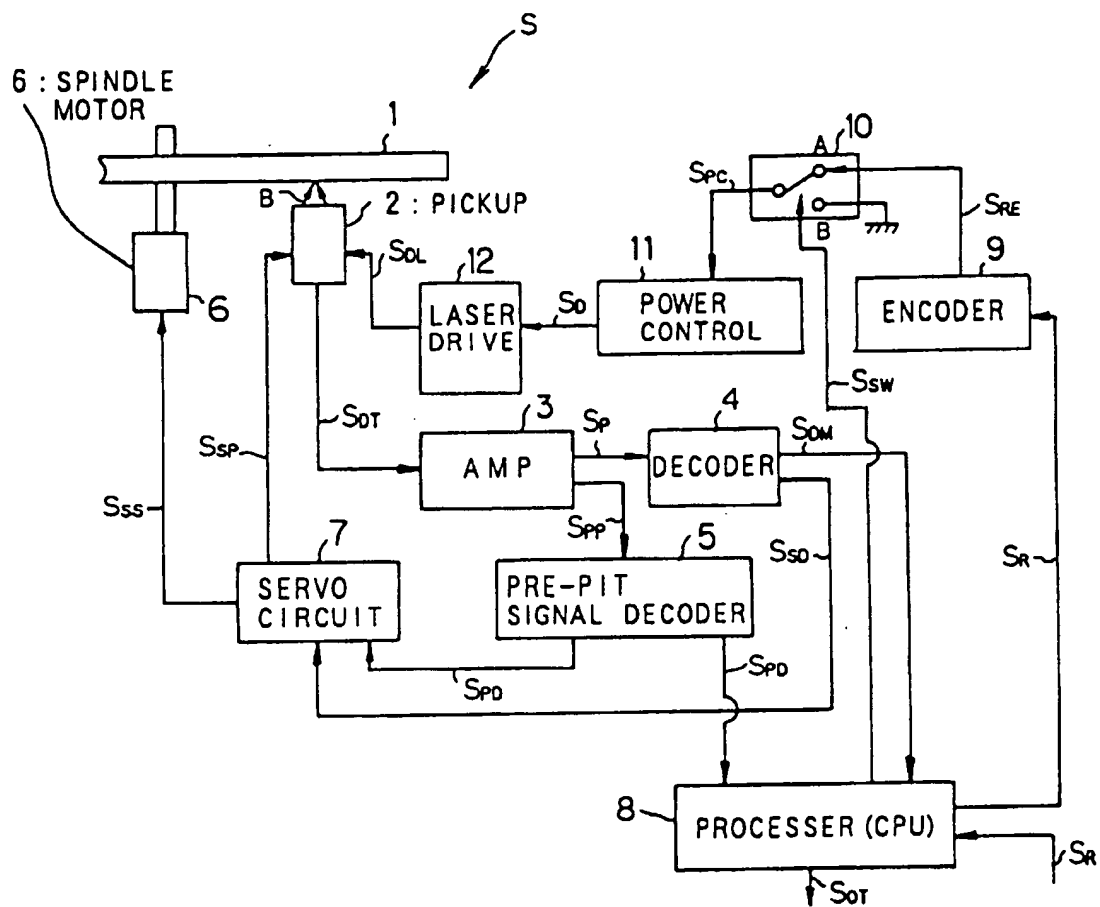 S
6 : SPINDLE
MOTOR
1
B
2 : PICKUP
6
SDL
12
LASER
DRIVE
SD
11
POWER
CONTROL
SPC
A
10
B
SRE
9
ENCODER
SSW
SDT
SSP
3
AMP
SP
4
DECODER
SDM
SPP
SSD
SSS
7
SERVO
CIRCUIT
5
PRE-PIT
SIGNAL DECODER
SPD
SPD
SR
8
PROCESSER (CPU)
SR
SOT